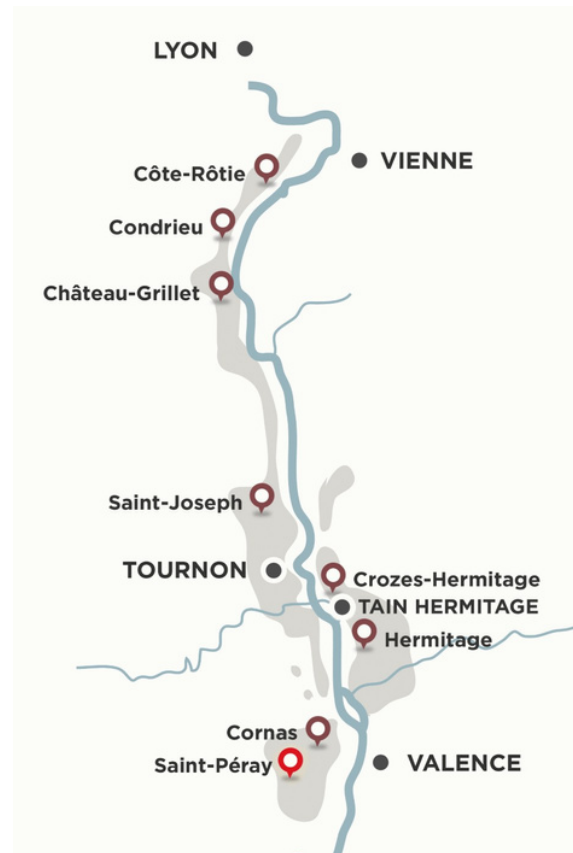 LYON
VIENNE
Côte-Rôtie
Condrieu
Château-Grillet
Saint-Joseph
TOURNON
Crozes-Hermitage
TAIN HERMITAGE
Hermitage
Cornas
Saint-Péray
VALENCE